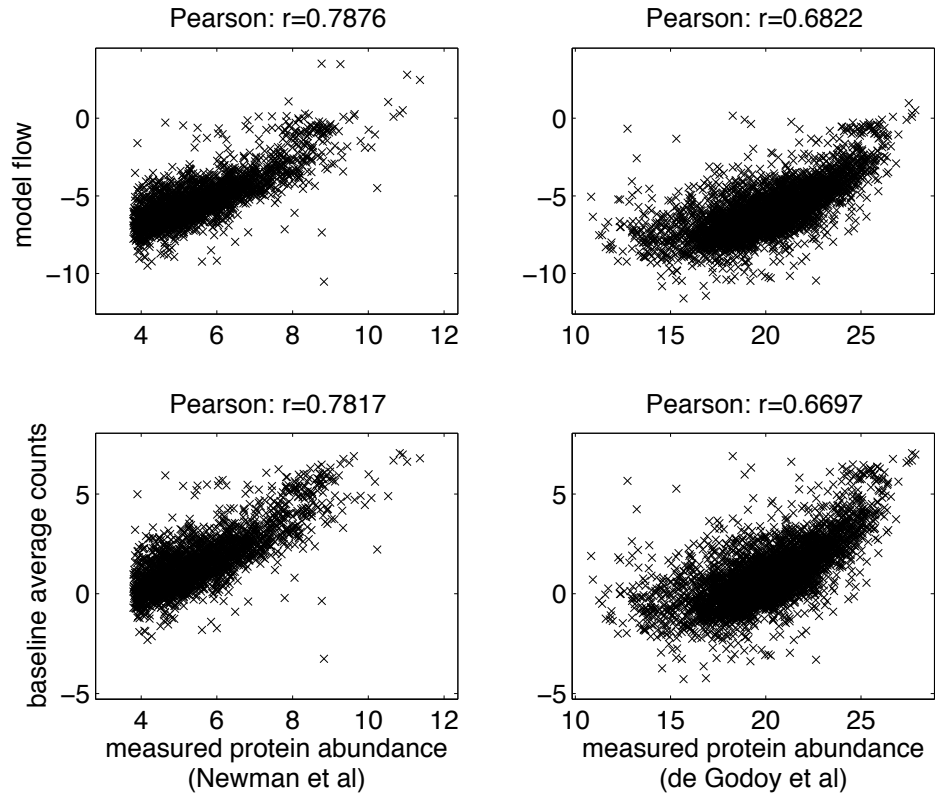 Pearson: r=0.7876
Pearson: r=0.6822
model flow
0
−5
−10
4 6 8 10 12
0
−5
−10
10 15 20 25
Pearson: r=0.7817
Pearson: r=0.6697
baseline average counts
5
0
−5
4 6 8 10 12
measured protein abundance
(Newman et al)
5
0
−5
10 15 20 25
measured protein abundance
(de Godoy et al)